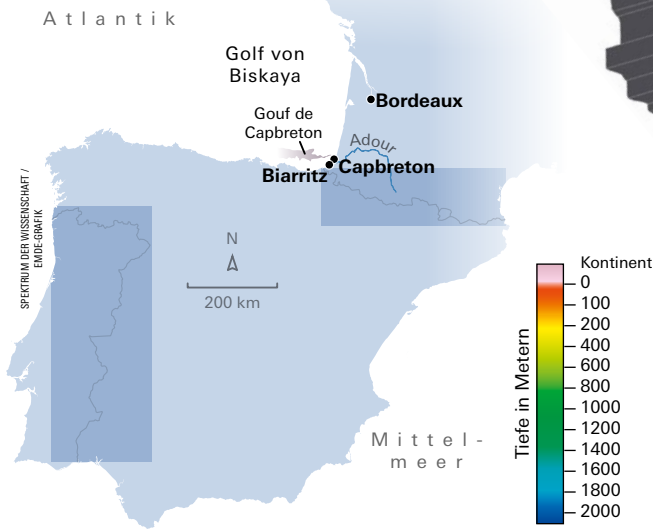 Atlantik
Golf von
Biskaya
Gouf de
Capbreton
Bordeaux
Adour
Biarritz
Capbreton
SPEKTRUM DER WISSENSCHAFT /
EMDE-GRAFIK
N
200 km
Mittel-
meer
Tiefe in Metern
Kontinent
0
100
200
400
600
800
1000
1200
1400
1600
1800
2000